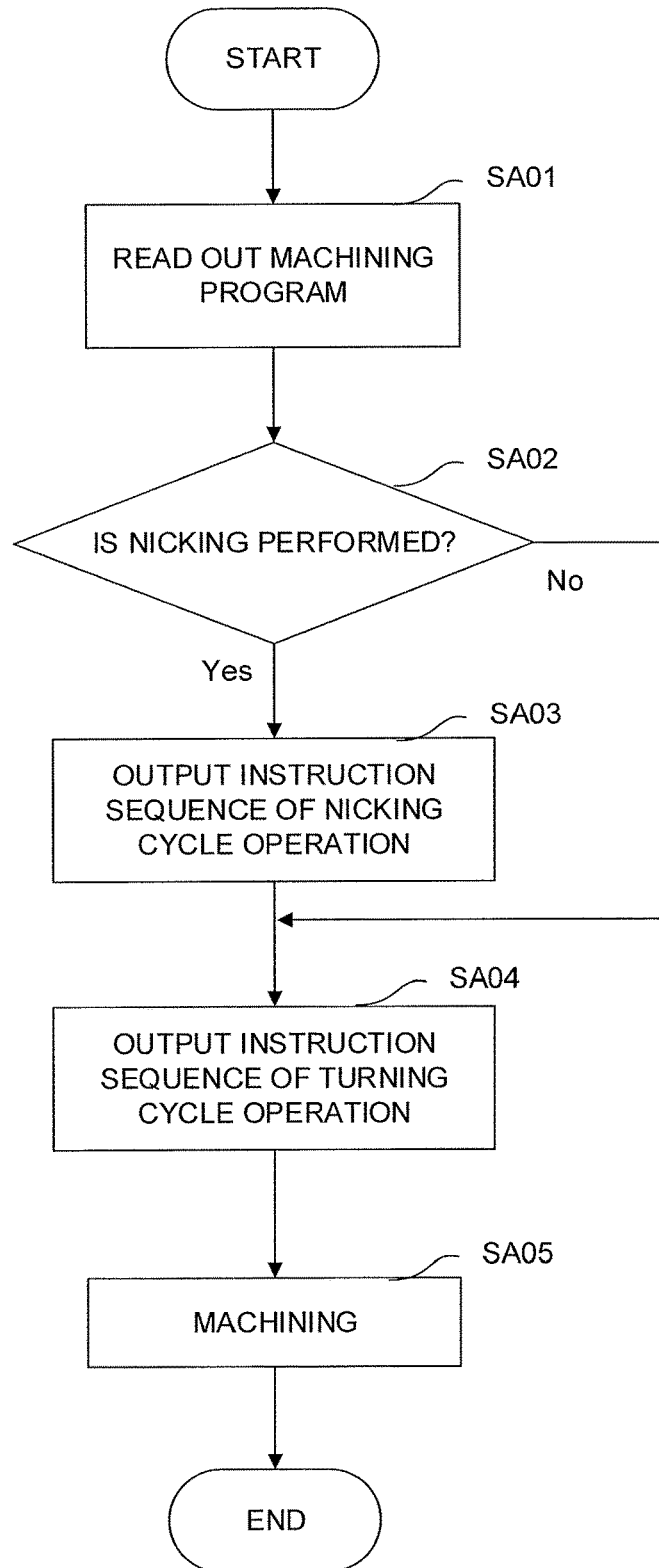 START
SA01
READ OUT MACHINING
PROGRAM
SA02
IS NICKING PERFORMED?
No
Yes
SA03
OUTPUT INSTRUCTION
SEQUENCE OF NICKING
CYCLE OPERATION
SA04
OUTPUT INSTRUCTION
SEQUENCE OF TURNING
CYCLE OPERATION
SA05
MACHINING
END